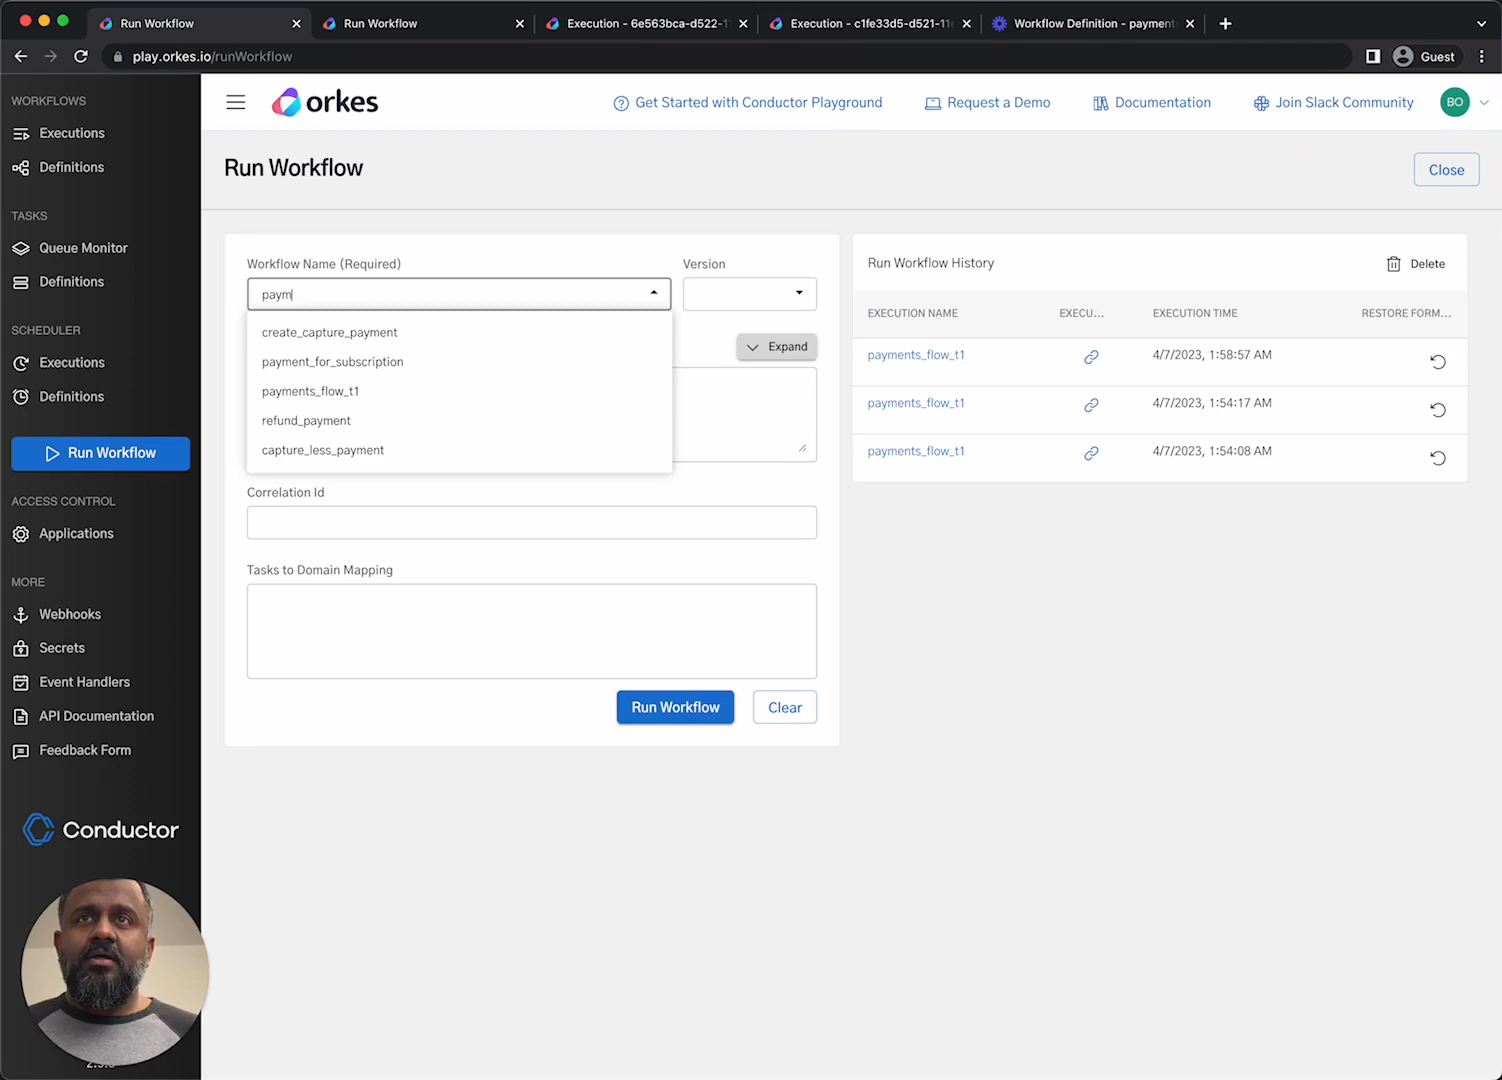 Run Workflow
Run Workflow
Execution - 6e563bca-d522-1
Execution - c1fe33d5-d521-11e
Workflow Definition - payment
play.orkes.io/runWorkflow
Guest
WORKFLOWS
Executions
Definitions
TASKS
Queue Monitor
Definitions
SCHEDULER
Executions
Definitions
Run Workflow
ACCESS CONTROL
Applications
MORE
Webhooks
Secrets
Event Handlers
API Documentation
Feedback Form
Conductor
orkes
Get Started with Conductor Playground
Request a Demo
Documentation
Join Slack Community
BO
Run Workflow
Close
Workflow Name (Required)
Version
paym
create_capture_payment
payment_for_subscription
payments_flow_t1
refund_payment
capture_less_payment
Expand
Correlation Id
Tasks to Domain Mapping
Run Workflow
Clear
Run Workflow History
Delete
EXECUTION NAME EXECU... EXECUTION TIME RESTORE FORM...
payments_flow_t1 4/7/2023, 1:58:57 AM
payments_flow_t1 4/7/2023, 1:54:17 AM
payments_flow_t1 4/7/2023, 1:54:08 AM